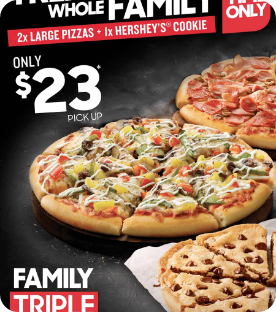 WHOLE FAMILY
ONLY
2x LARGE PIZZAS + 1x HERSHEY'S® COOKIE
ONLY
$23*
PICK UP
FAMILY
TRIPLE